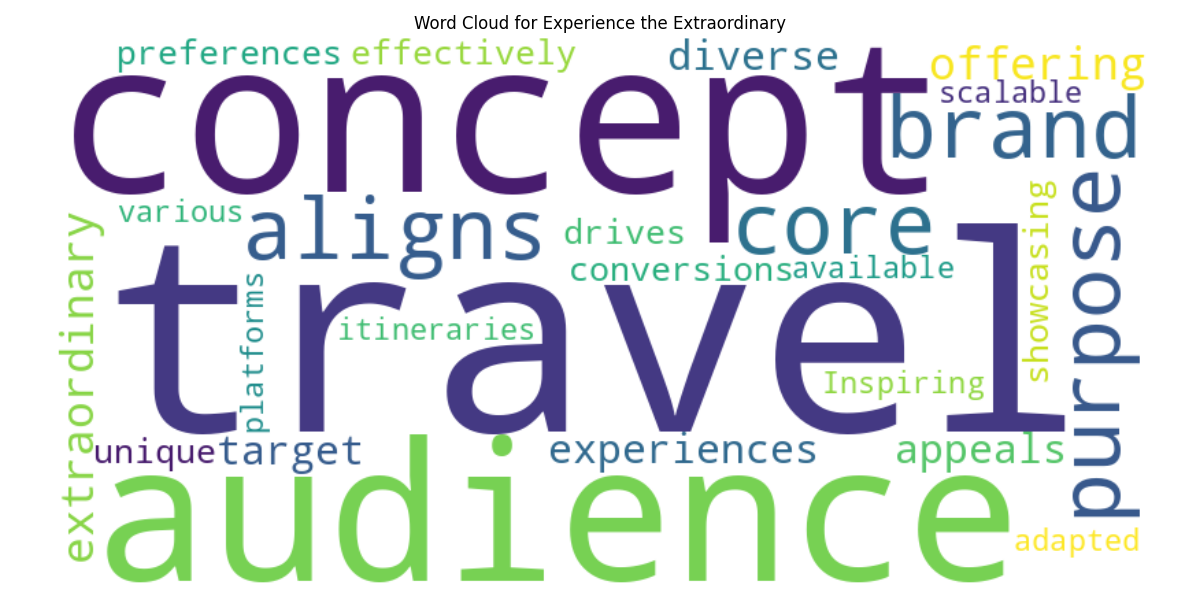 Word Cloud for Experience the Extraordinary
preferences effectively diverse offering
concept
scalable
brand
various
aligns
drives
core
conversions available
showcasing
purpose
extraordinary
platforms
travel
itineraries
Inspiring
unique target experiences appeals
audience
adapted